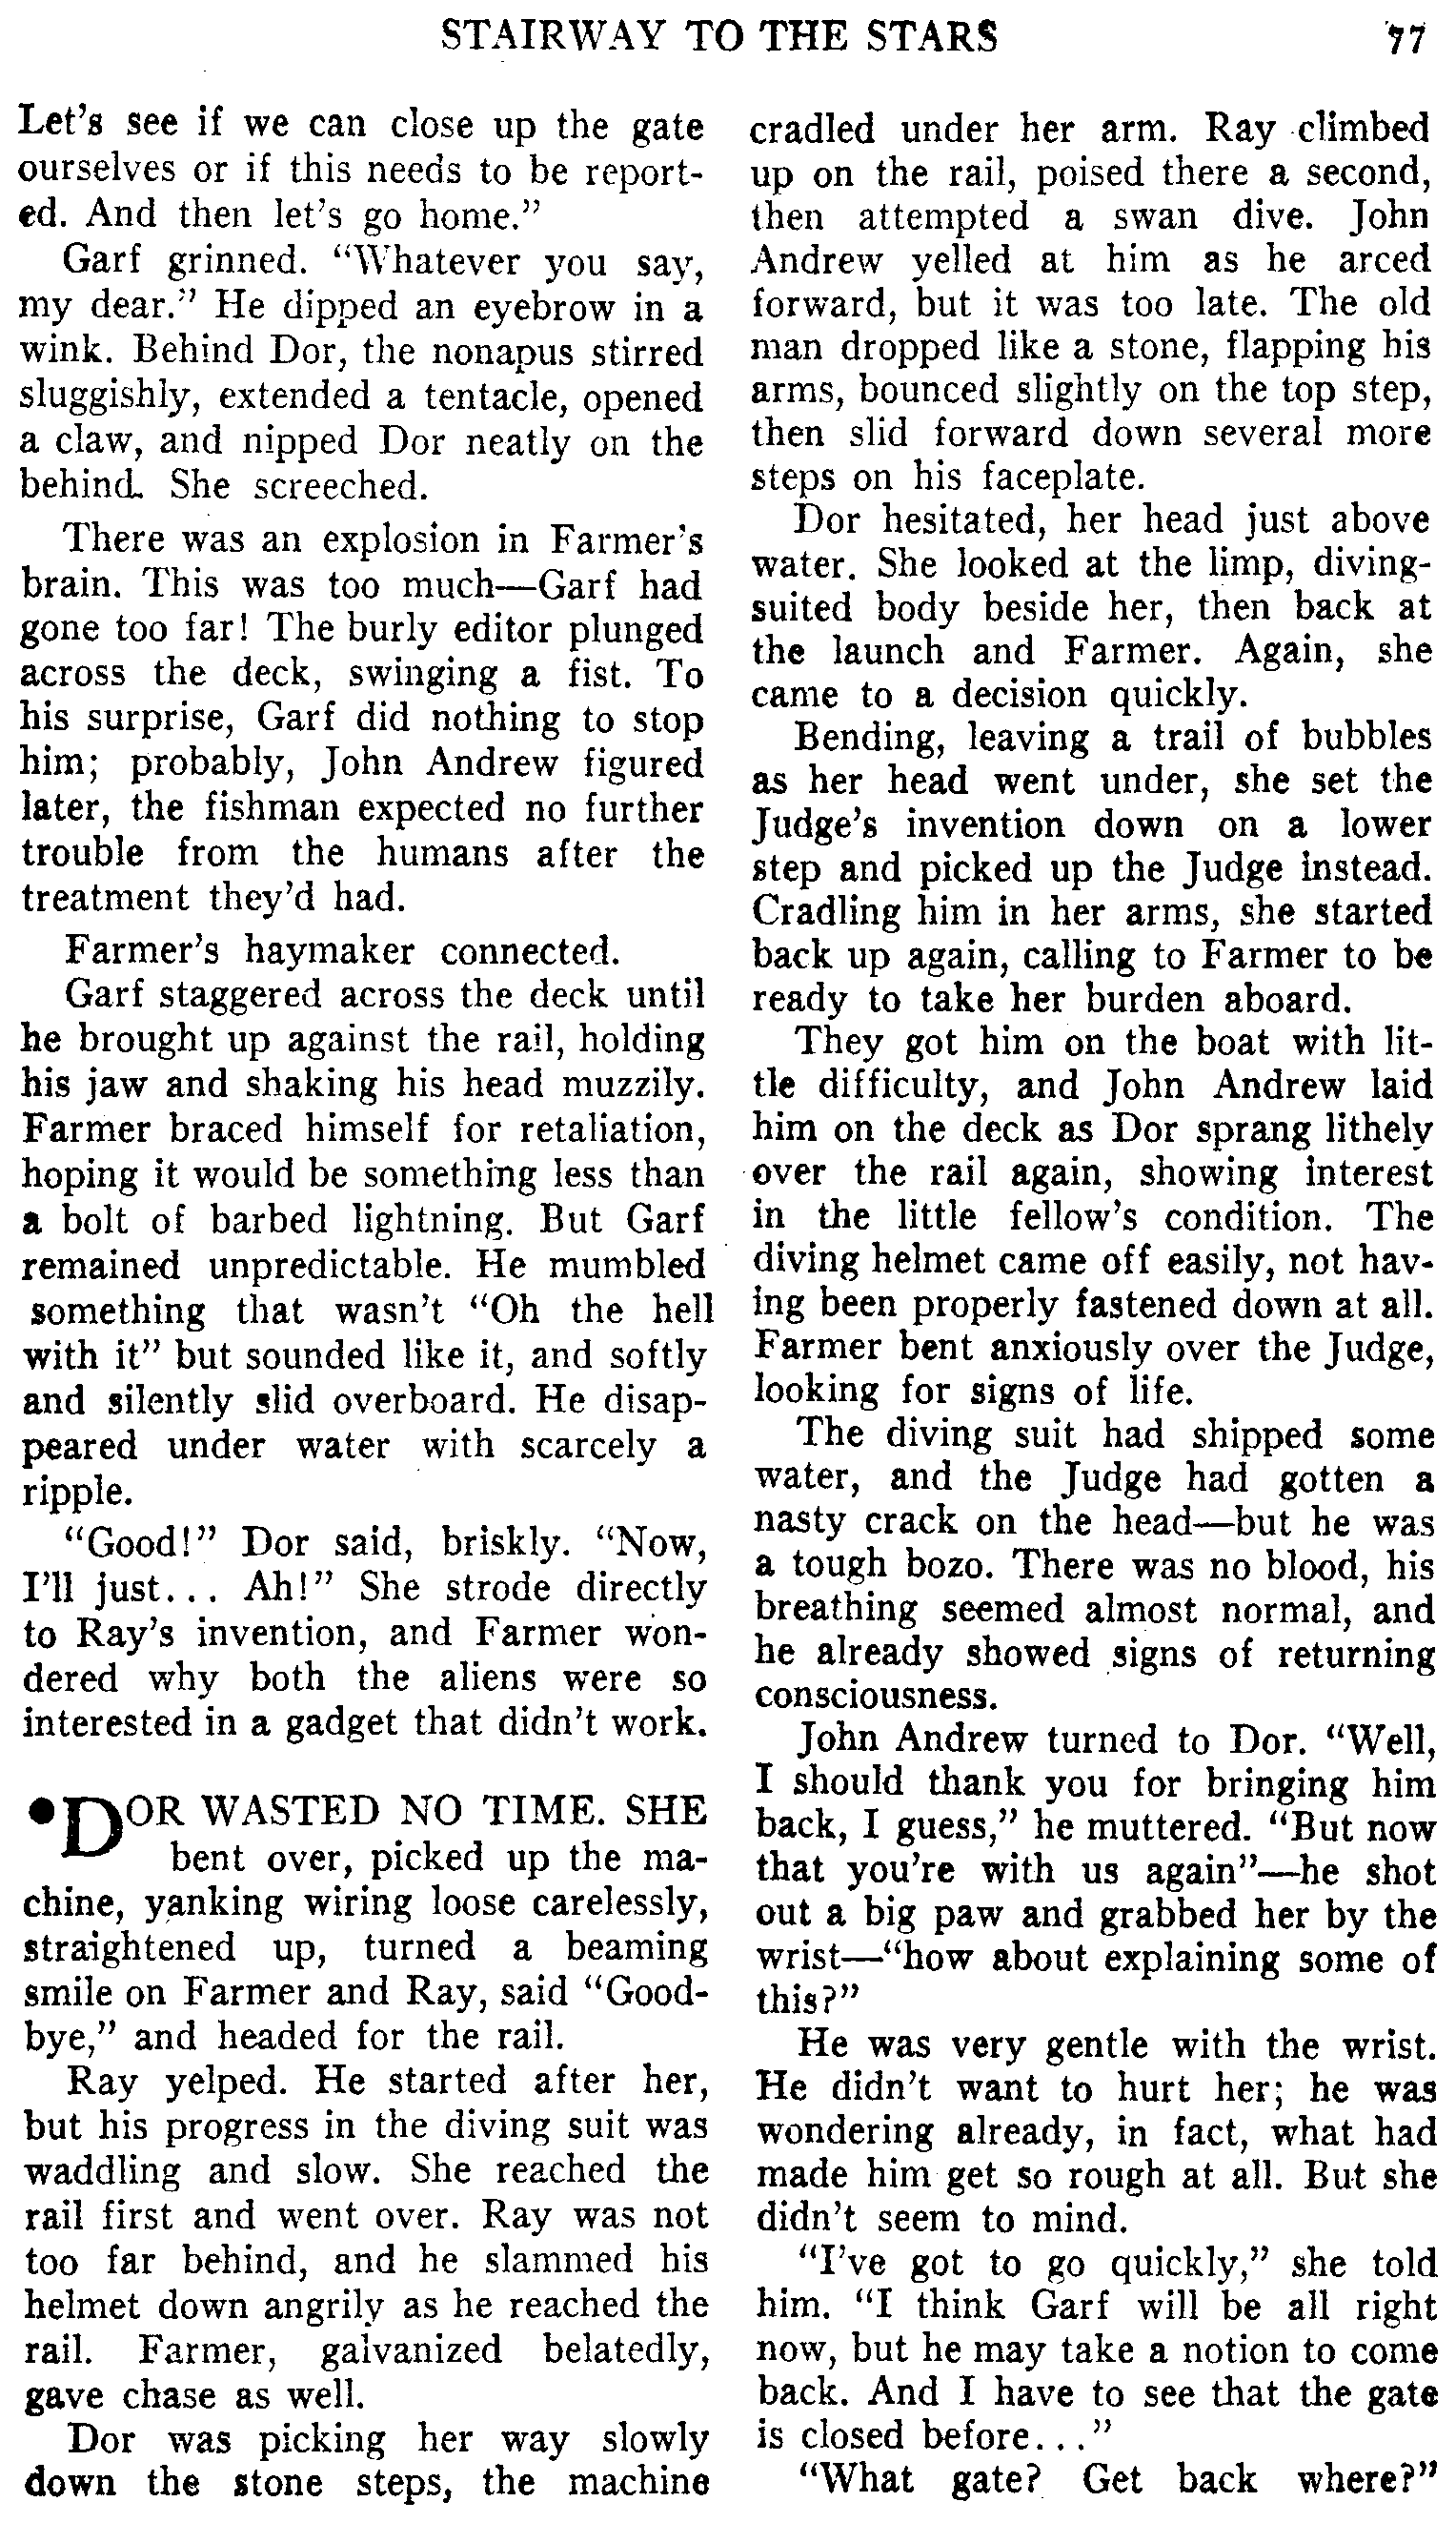 STAIRWAY TO THE STARS 77
Let's see if we can close up the gate
ourselves or if this needs to be report-
ed. And then let's go home."
Garf grinned. "Whatever you say,
my dear." He dipped an eyebrow in a
wink. Behind Dor, the nonapus stirred
sluggishly, extended a tentacle, opened
a claw, and nipped Dor neatly on the
behind. She screeched.
There was an explosion in Farmer's
brain. This was too much—Garf had
gone too far! The burly editor plunged
across the deck, swinging a fist. To
his surprise, Garf did nothing to stop
him; probably, John Andrew figured
later, the fishman expected no further
trouble from the humans after the
treatment they'd had.
Farmer's haymaker connected.
Garf staggered across the deck until
he brought up against the rail, holding
his jaw and shaking his head muzzily.
Farmer braced himself for retaliation,
hoping it would be something less than
a bolt of barbed lightning. But Garf
remained unpredictable. He mumbled
something that wasn't "Oh the hell
with it" but sounded like it, and softly
and silently slid overboard. He disap-
peared under water with scarcely a
ripple.
"Good!" Dor said, briskly. "Now,
I'll just... Ah!" She strode directly
to Ray's invention, and Farmer won-
dered why both the aliens were so
interested in a gadget that didn't work.
•DOR WASTED NO TIME. SHE
bent over, picked up the ma-
chine, yanking wiring loose carelessly,
straightened up, turned a beaming
smile on Farmer and Ray, said "Good-
bye," and headed for the rail.
Ray yelped. He started after her,
but his progress in the diving suit was
waddling and slow. She reached the
rail first and went over. Ray was not
too far behind, and he slammed his
helmet down angrily as he reached the
rail. Farmer, galvanized belatedly,
gave chase as well.
Dor was picking her way slowly
down the stone steps, the machine
cradled under her arm. Ray climbed
up on the rail, poised there a second,
then attempted a swan dive. John
Andrew yelled at him as he arced
forward, but it was too late. The old
man dropped like a stone, flapping his
arms, bounced slightly on the top step,
then slid forward down several more
steps on his faceplate.
Dor hesitated, her head just above
water. She looked at the limp, diving-
suited body beside her, then back at
the launch and Farmer. Again, she
came to a decision quickly.
Bending, leaving a trail of bubbles
as her head went under, she set the
Judge's invention down on a lower
step and picked up the Judge instead.
Cradling him in her arms, she started
back up again, calling to Farmer to be
ready to take her burden aboard.
They got him on the boat with lit-
tle difficulty, and John Andrew laid
him on the deck as Dor sprang lithely
over the rail again, showing interest
in the little fellow's condition. The
diving helmet came off easily, not hav-
ing been properly fastened down at all.
Farmer bent anxiously over the Judge,
looking for signs of life.
The diving suit had shipped some
water, and the Judge had gotten a
nasty crack on the head—but he was
a tough bozo. There was no blood, his
breathing seemed almost normal, and
he already showed signs of returning
consciousness.
John Andrew turned to Dor. "Well,
I should thank you for bringing him
back, I guess," he muttered. "But now
that you're with us again"—he shot
out a big paw and grabbed her by the
wrist—"how about explaining some of
this?"
He was very gentle with the wrist.
He didn't want to hurt her; he was
wondering already, in fact, what had
made him get so rough at all. But she
didn't seem to mind.
"I've got to go quickly," she told
him. "I think Garf will be all right
now, but he may take a notion to come
back. And I have to see that the gate
is closed before..."
"What gate? Get back where?"